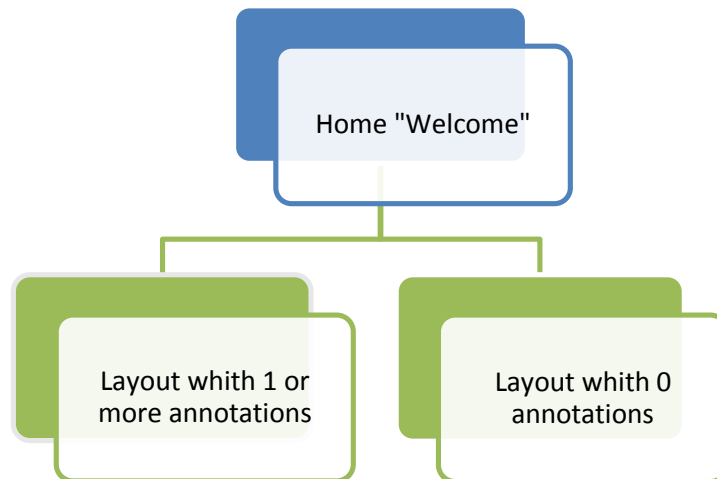 Home "Welcome"
Layout whith 1 or
more annotations
Layout whith 0
annotations